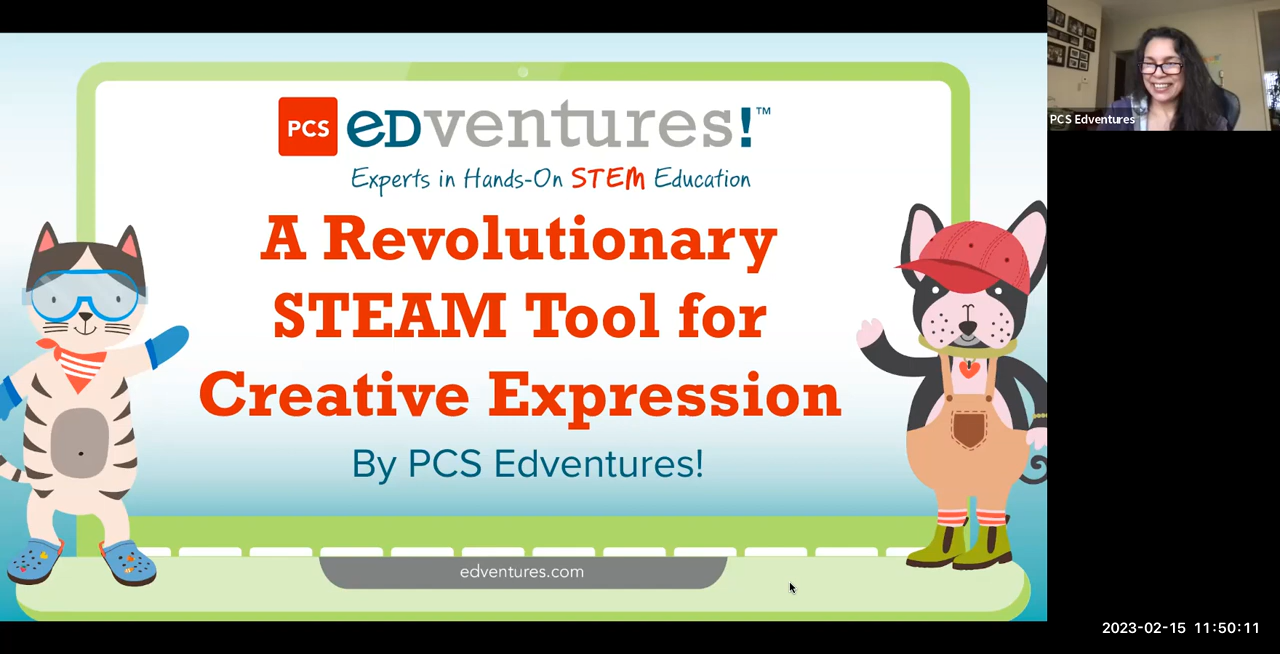 PCS edventures!™
Experts in Hands-On STEM Education
A Revolutionary
STEAM Tool for
Creative Expression
By PCS Edventures!
edventures.com
PCS Edventures
2023-02-15 11:50:11